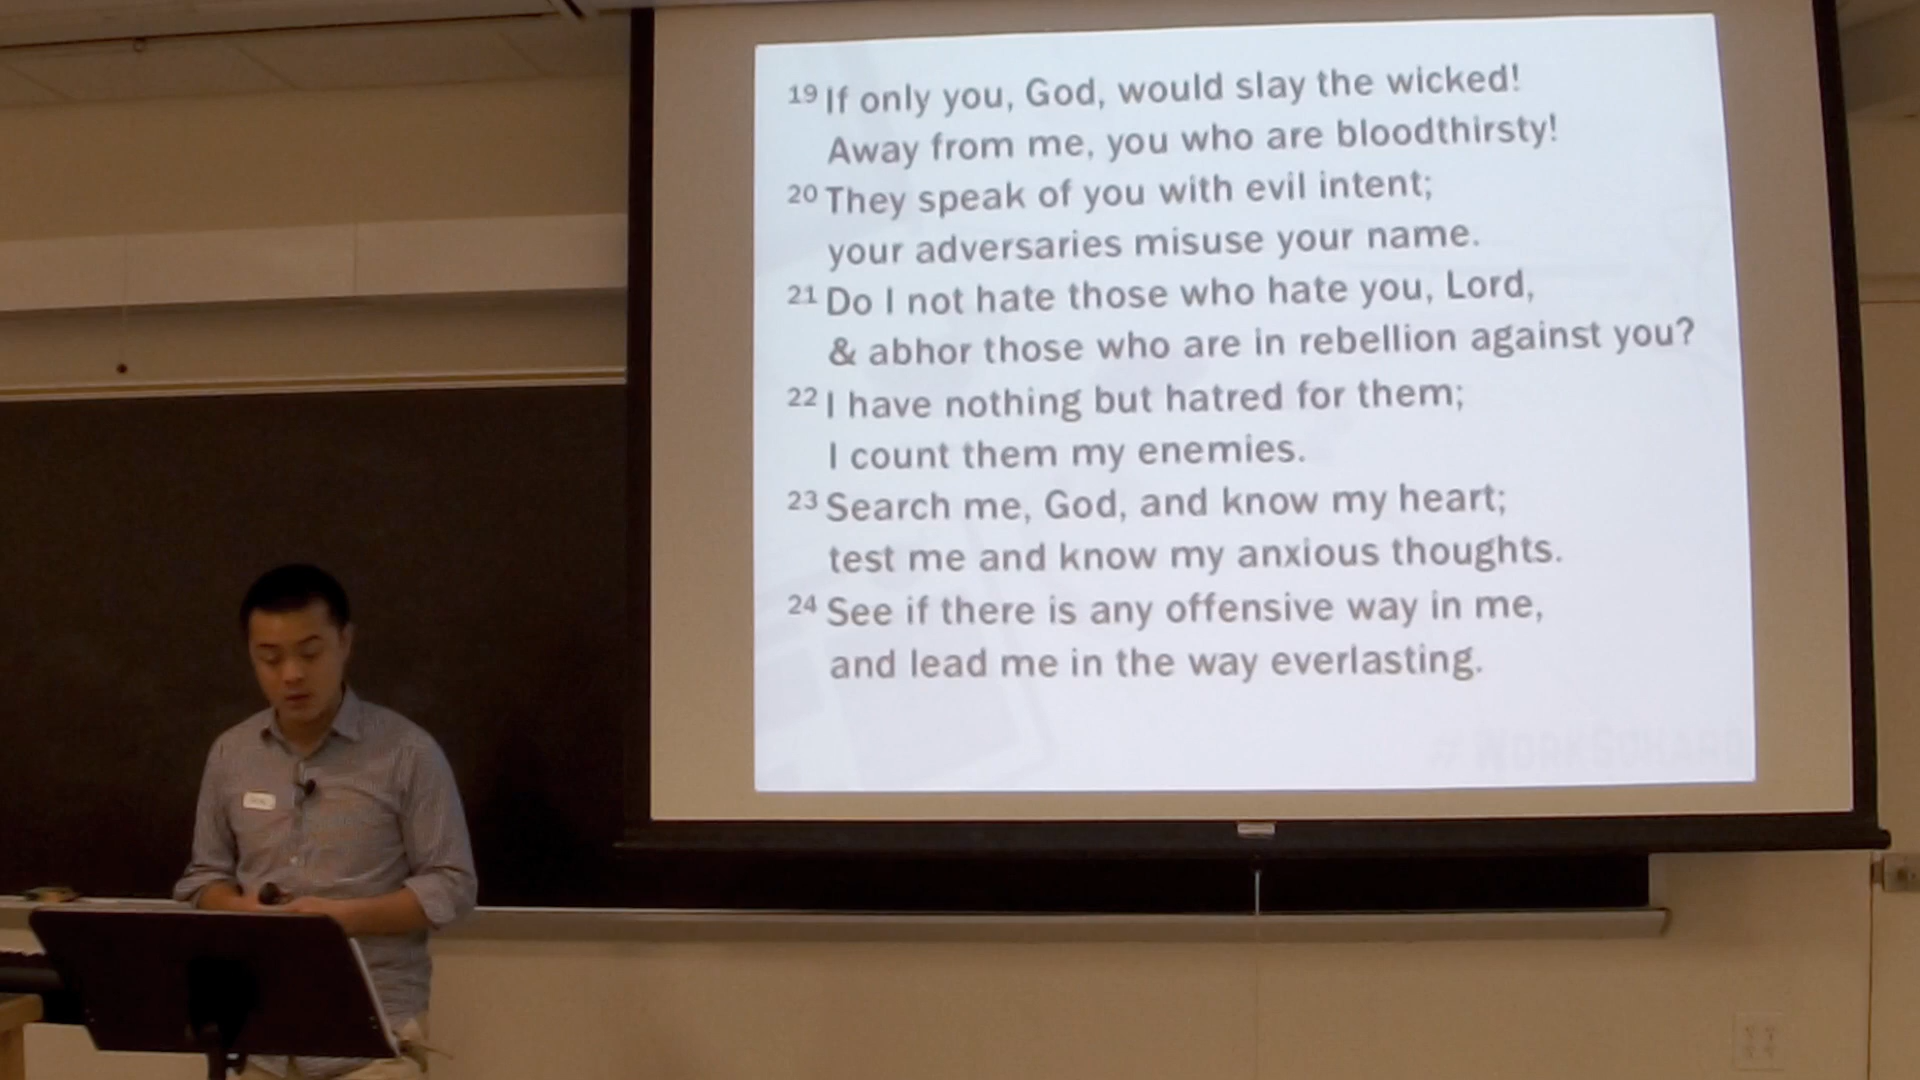 19 If only you, God, would slay the wicked!
Away from me, you who are bloodthirsty!
20 They speak of you with evil intent;
your adversaries misuse your name.
21 Do I not hate those who hate you, Lord,
& abhor those who are in rebellion against you?
22 I have nothing but hatred for them;
I count them my enemies.
23 Search me, God, and know my heart;
test me and know my anxious thoughts.
24 See if there is any offensive way in me,
and lead me in the way everlasting.